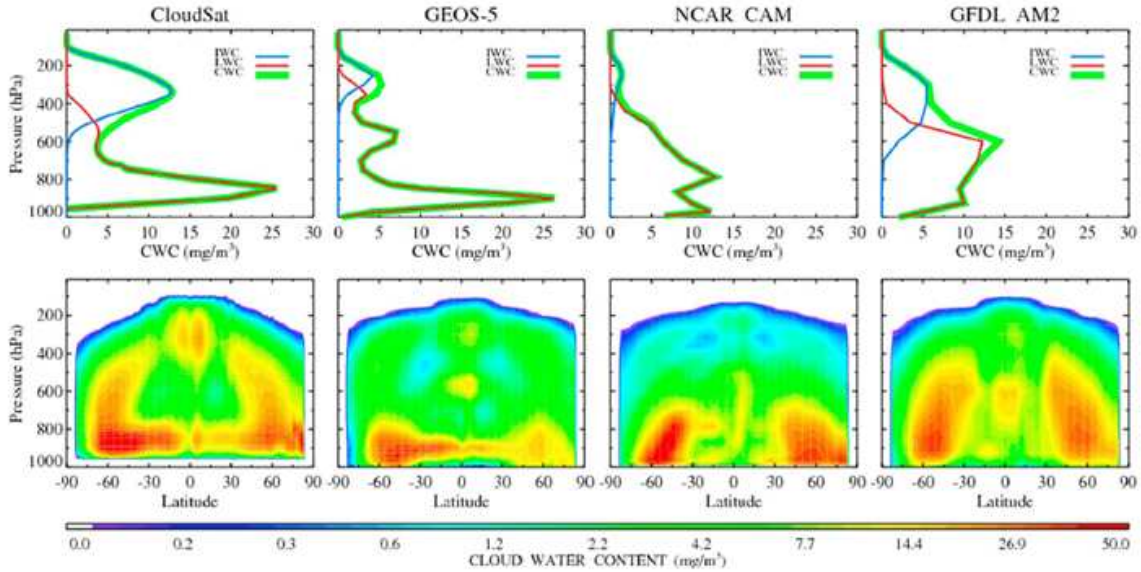 CloudSat GEOS-5 NCAR CAM GFDL AM2
IWC IWC IWC IWC
LWC LWC LWC LWC
CWC CWC CWC CWC
Pressure (hPa)
200
400
600
800
1000
0 5 10 15 20 25 30 0 5 10 15 20 25 30 0 5 10 15 20 25 30 0 5 10 15 20 25 30
CWC (mg/m³) CWC (mg/m³) CWC (mg/m³) CWC (mg/m³)
Pressure (hPa)
200
400
600
800
1000
-90 -60 -30 0 30 60 90 -60 -30 0 30 60 90 -60 -30 0 30 60 90 -60 -30 0 30 60 90
Latitude Latitude Latitude Latitude
0.0 0.2 0.3 0.6 1.2 2.2 4.2 7.7 14.4 26.9 50.0
CLOUD WATER CONTENT (mg/m³)